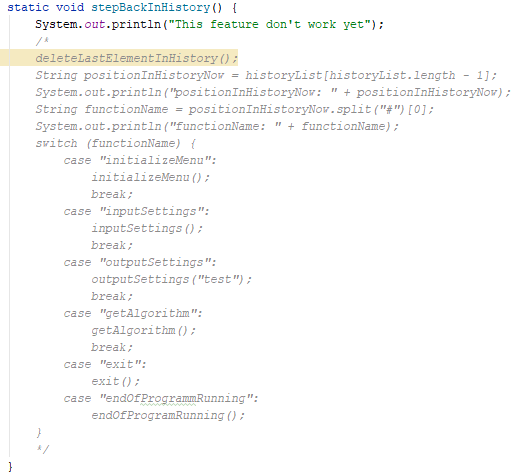 static void stepBackInHistory() {
    System.out.println("This feature don't work yet");
    /*
    deleteLastElementInHistory();
    String positionInHistoryNow = historyList[historyList.length - 1];
    System.out.println("positionInHistoryNow: " + positionInHistoryNow);
    String functionName = positionInHistoryNow.split("#")[0];
    System.out.println("functionName: " + functionName);
    switch (functionName) {
        case "initializeMenu":
            initializeMenu();
            break;
        case "inputSettings":
            inputSettings();
            break;
        case "outputSettings":
            outputSettings("test");
            break;
        case "getAlgorithm":
            getAlgorithm();
            break;
        case "exit":
            exit();
        case "endOfProgrammRunning":
            endOfProgramRunning();
    }
    */
}